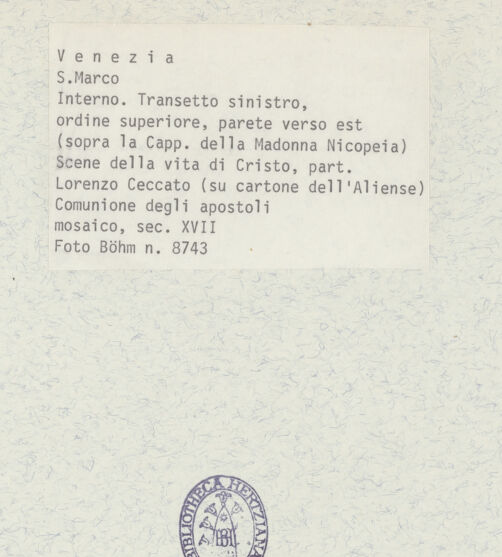 V e n e z i a
S.Marco
Interno. Transetto sinistro,
ordine superiore, parete verso est
(sopra la Capp. della Madonna Nicopeia)
Scene della vita di Cristo, part.
Lorenzo Ceccato (su cartone dell'Aliense)
Comunione degli apostoli
mosaico, sec. XVII
Foto Böhm n. 8743
BIBLIOTHECA HERTZIANA